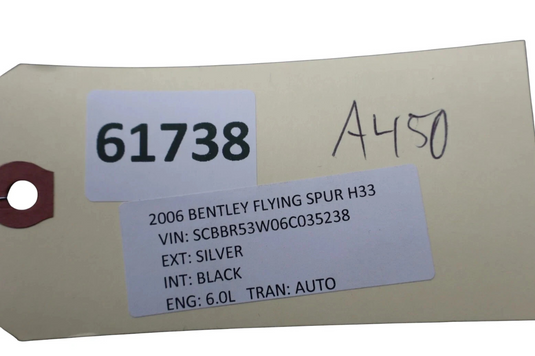 61738
A450
2006 BENTLEY FLYING SPUR H33
VIN: SCBBR53W06C035238
EXT: SILVER
INT: BLACK
ENG: 6.0L TRAN: AUTO